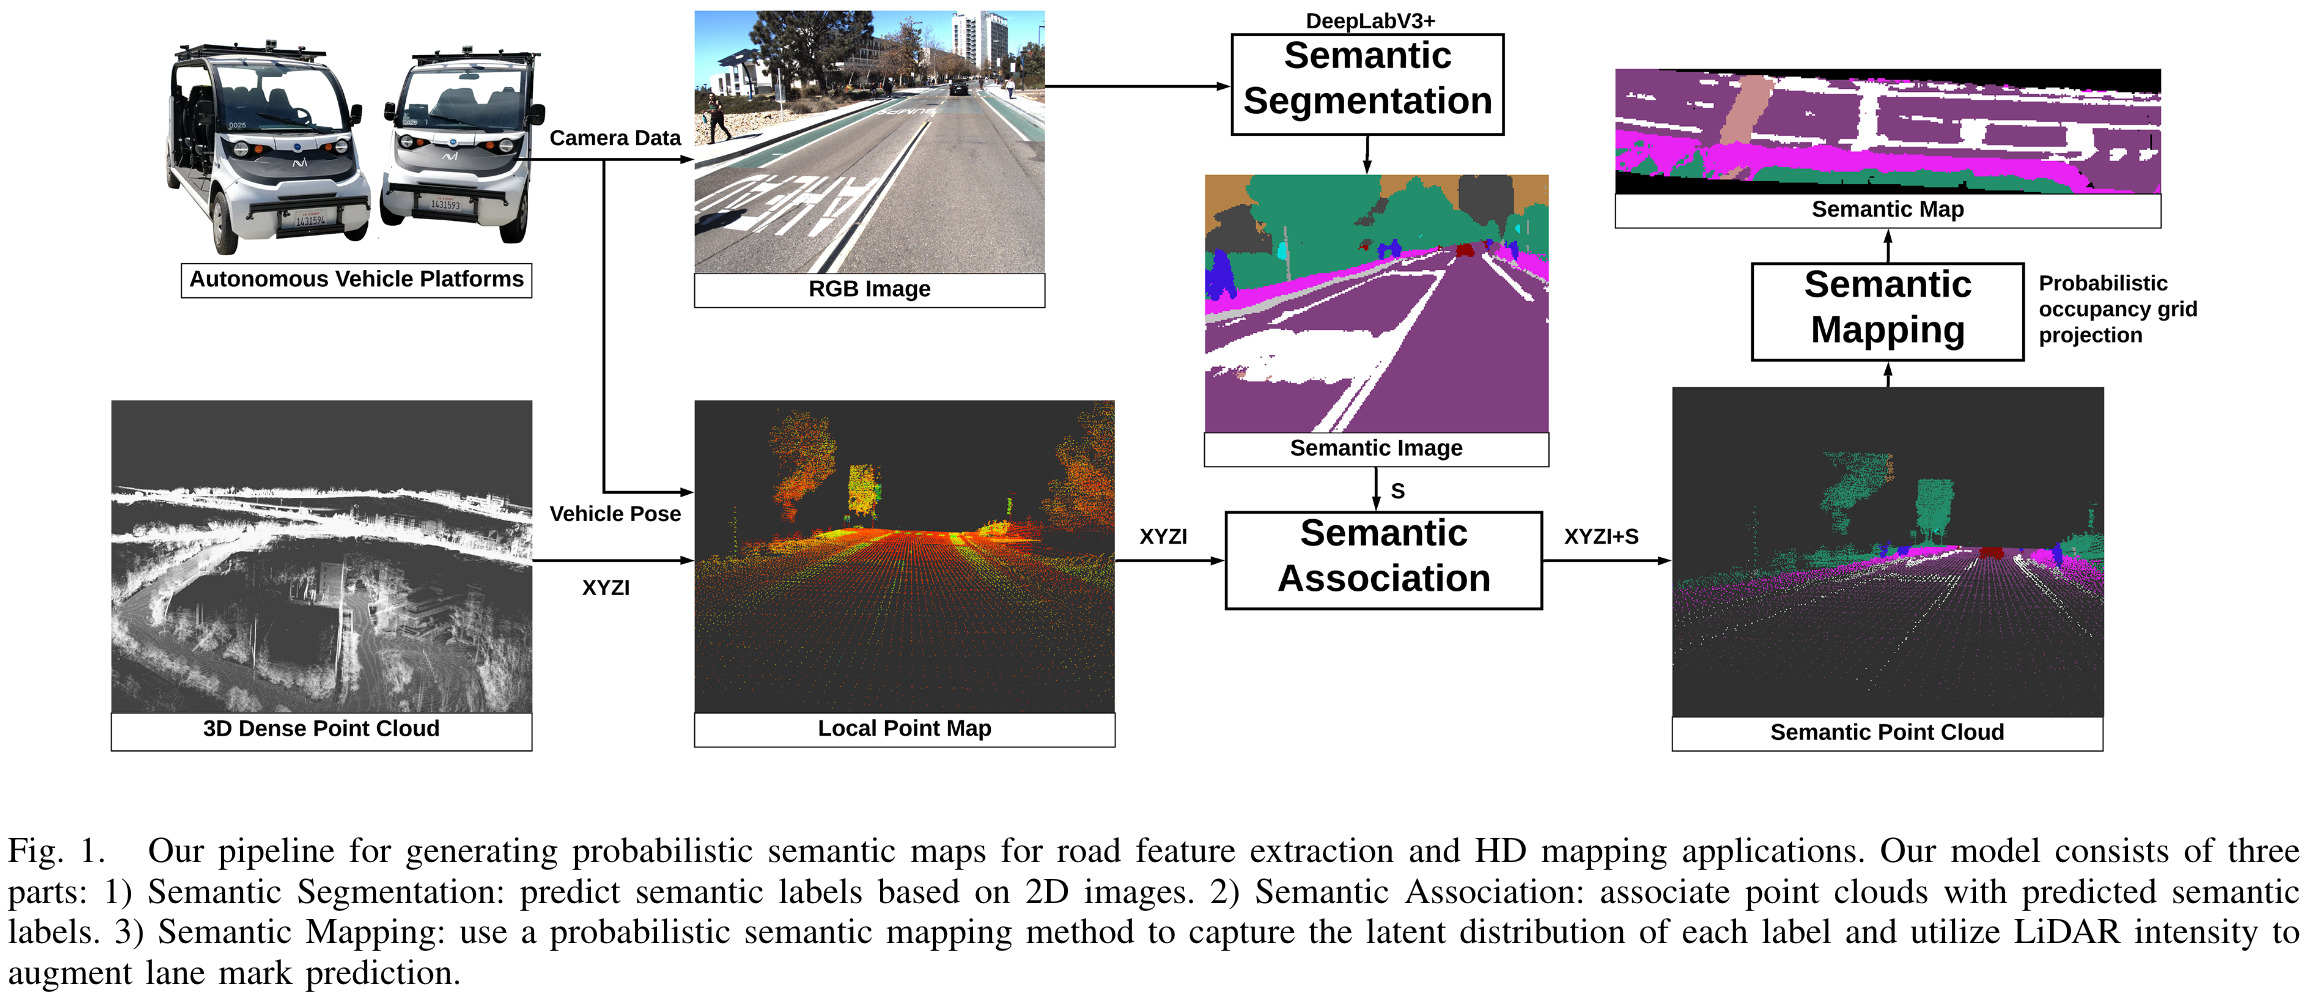 DeepLabV3+
Semantic
Segmentation
Camera Data
0025
1431594
1431593
AHEAD
Autonomous Vehicle Platforms
RGB Image
Semantic Map
Semantic
Mapping
Probabilistic
occupancy grid
projection
Semantic Image
S
Vehicle Pose
XYZI
XYZI
Semantic
Association
XYZI+S
3D Dense Point Cloud
Local Point Map
Semantic Point Cloud
Fig. 1. Our pipeline for generating probabilistic semantic maps for road feature extraction and HD mapping applications. Our model consists of three
parts: 1) Semantic Segmentation: predict semantic labels based on 2D images. 2) Semantic Association: associate point clouds with predicted semantic
labels. 3) Semantic Mapping: use a probabilistic semantic mapping method to capture the latent distribution of each label and utilize LiDAR intensity to
augment lane mark prediction.